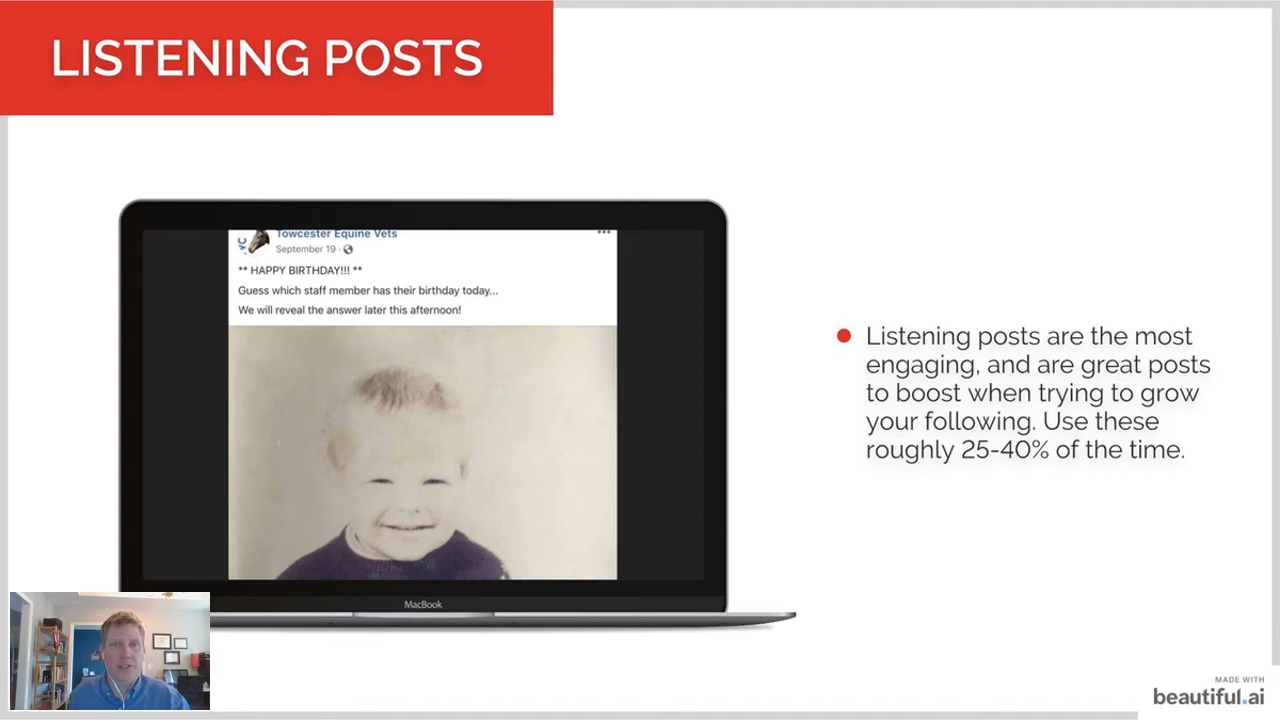 LISTENING POSTS
Towcester Equine Vets
September 19 ·
** HAPPY BIRTHDAY!!! **
Guess which staff member has their birthday today...
We will reveal the answer later this afternoon!
MacBook
Listening posts are the most
engaging, and are great posts
to boost when trying to grow
your following. Use these
roughly 25-40% of the time.
MADE WITH
beautiful.ai